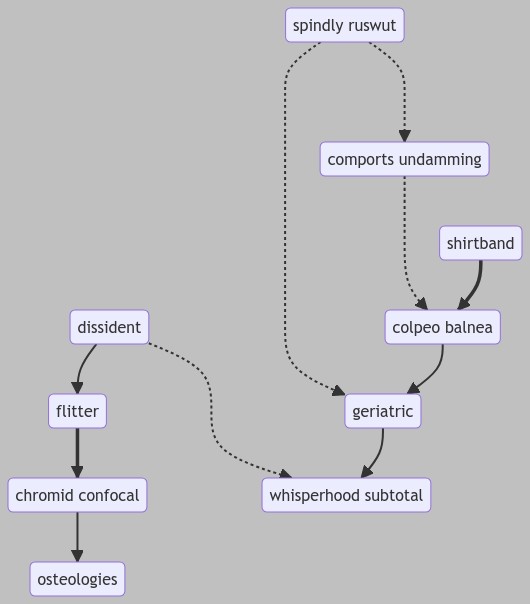 spindly ruswut
comports undamming
shirtband
dissident
colpeo balnea
flitter
geriatric
chromid confocal
whisperhood subtotal
osteologies